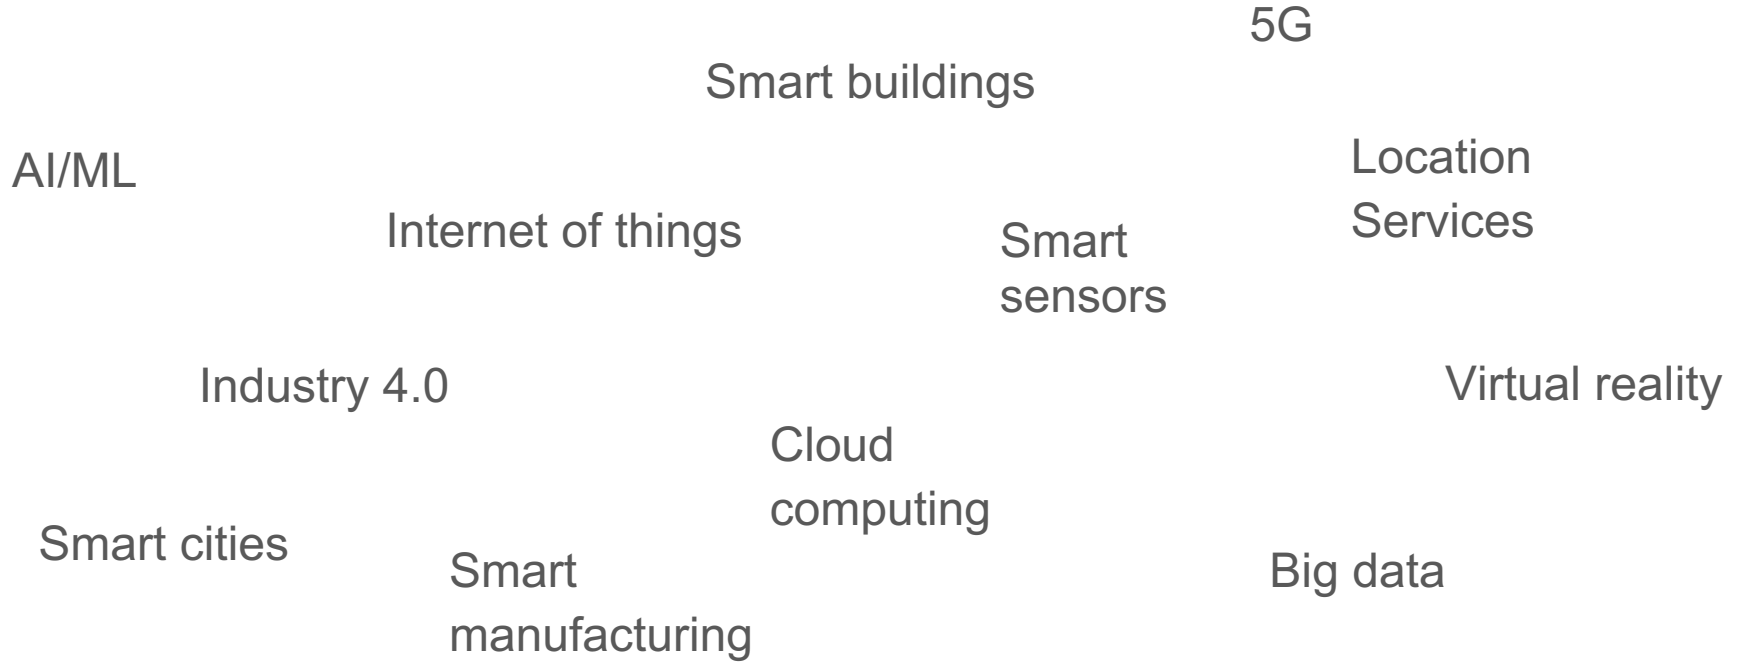 5G
Smart buildings
AI/ML
Location
Services
Internet of things
Smart
sensors
Industry 4.0
Virtual reality
Cloud
computing
Smart cities
Smart
manufacturing
Big data